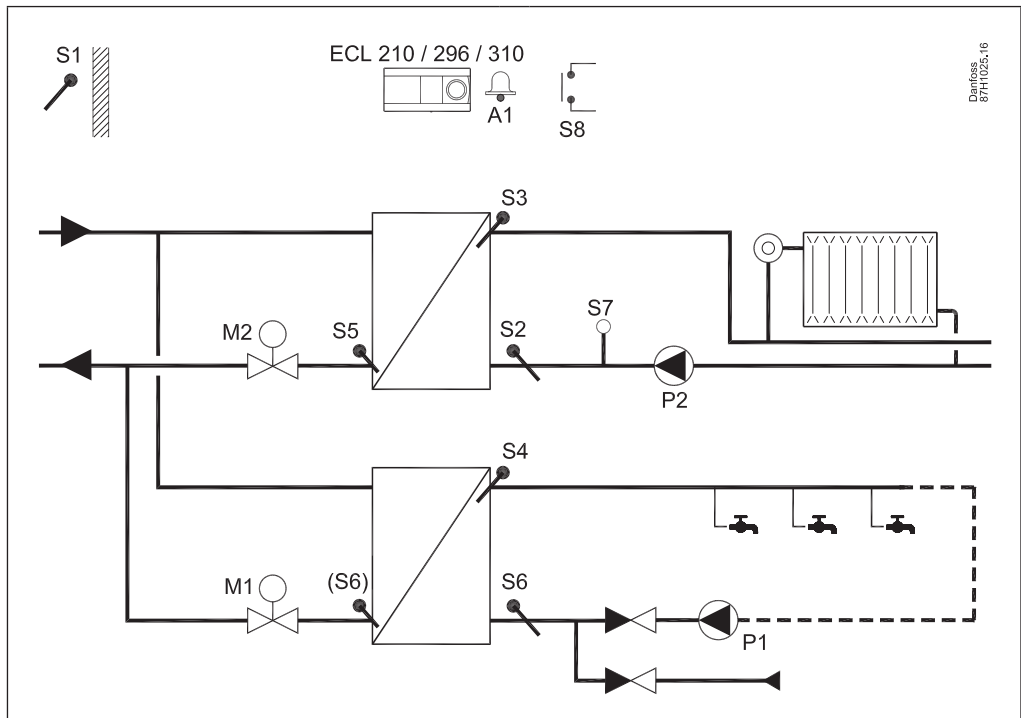 S1
ECL 210 / 296 / 310
A1
S8
Danfoss
87H1025.16
S3
M2
S5
S2
S7
P2
S4
M1
(S6)
S6
P1